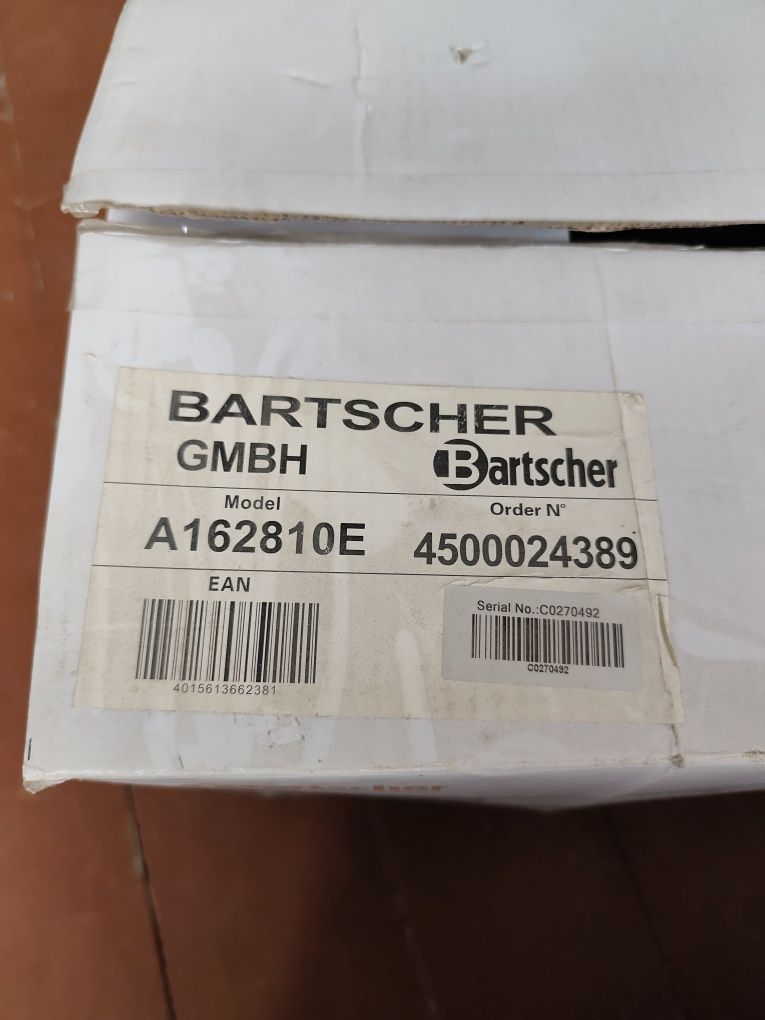 BARTSCHER
GMBH
Bartscher
Model
Order N°
A162810E
4500024389
EAN
Serial No.:C0270492
C0270492
4015613662381